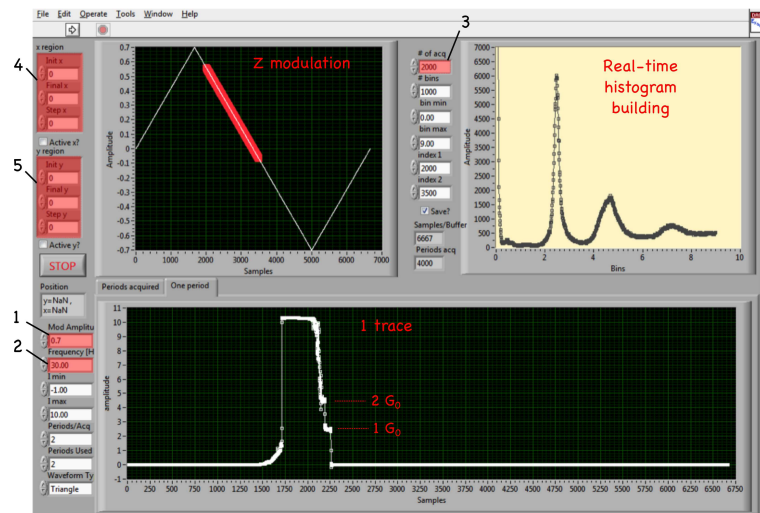 File Edit Operate Tools Window Help
3
4
5
1
2
x region
Init x
0
Final x
0
Step x
0
Active x?
y region
Init y
0
Final y
0
Step y
0
Active y?
STOP
Position
y=NaN ,
x=NaN
Mod Amplitu
0.7
Frequency [H
30.00
I min
-1.00
I max
10.00
Periods/Acq
2
Periods Used
2
Waveform Ty
Triangle
Z modulation
Amplitude
0.7
0.6
0.5
0.4
0.3
0.2
0.1
0
-0.1
-0.2
-0.3
-0.4
-0.5
-0.6
-0.7
0 1000 2000 3000 4000 5000 6000 7000
Samples
# of acq
2000
# bins
1000
bin min
0.00
bin max
9.00
index 1
2000
index 2
3500
Save?
Samples/Buffer
6667
Periods acq
4000
Real-time
histogram
building
Amplitude
7000
6500
6000
5500
5000
4500
4000
3500
3000
2500
2000
1500
1000
500
0
0 2 4 6 8 10
Bins
Periods acquired One period
1 trace
2 G₀
1 G₀
amplitude
11
10
9
8
7
6
5
4
3
2
1
0
-1
0 250 500 750 1000 1250 1500 1750 2000 2250 2500 2750 3000 3250 3500 3750 4000 4250 4500 4750 5000 5250 5500 5750 6000 6250 6500 6750
Samples